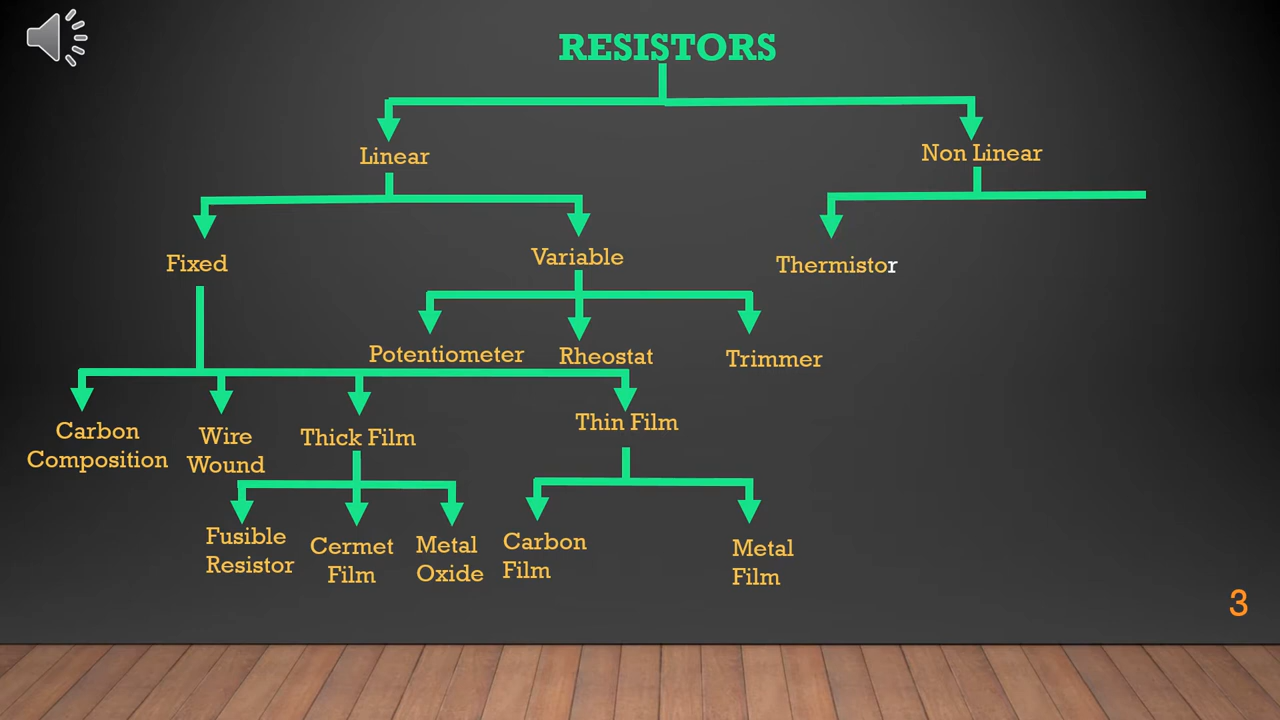 RESISTORS
Linear
Non Linear
Fixed
Variable
Thermistor
Potentiometer
Rheostat
Trimmer
Carbon
Composition
Wire
Wound
Thick Film
Thin Film
Fusible
Resistor
Cermet
Film
Metal
Oxide
Carbon
Film
Metal
Film
3